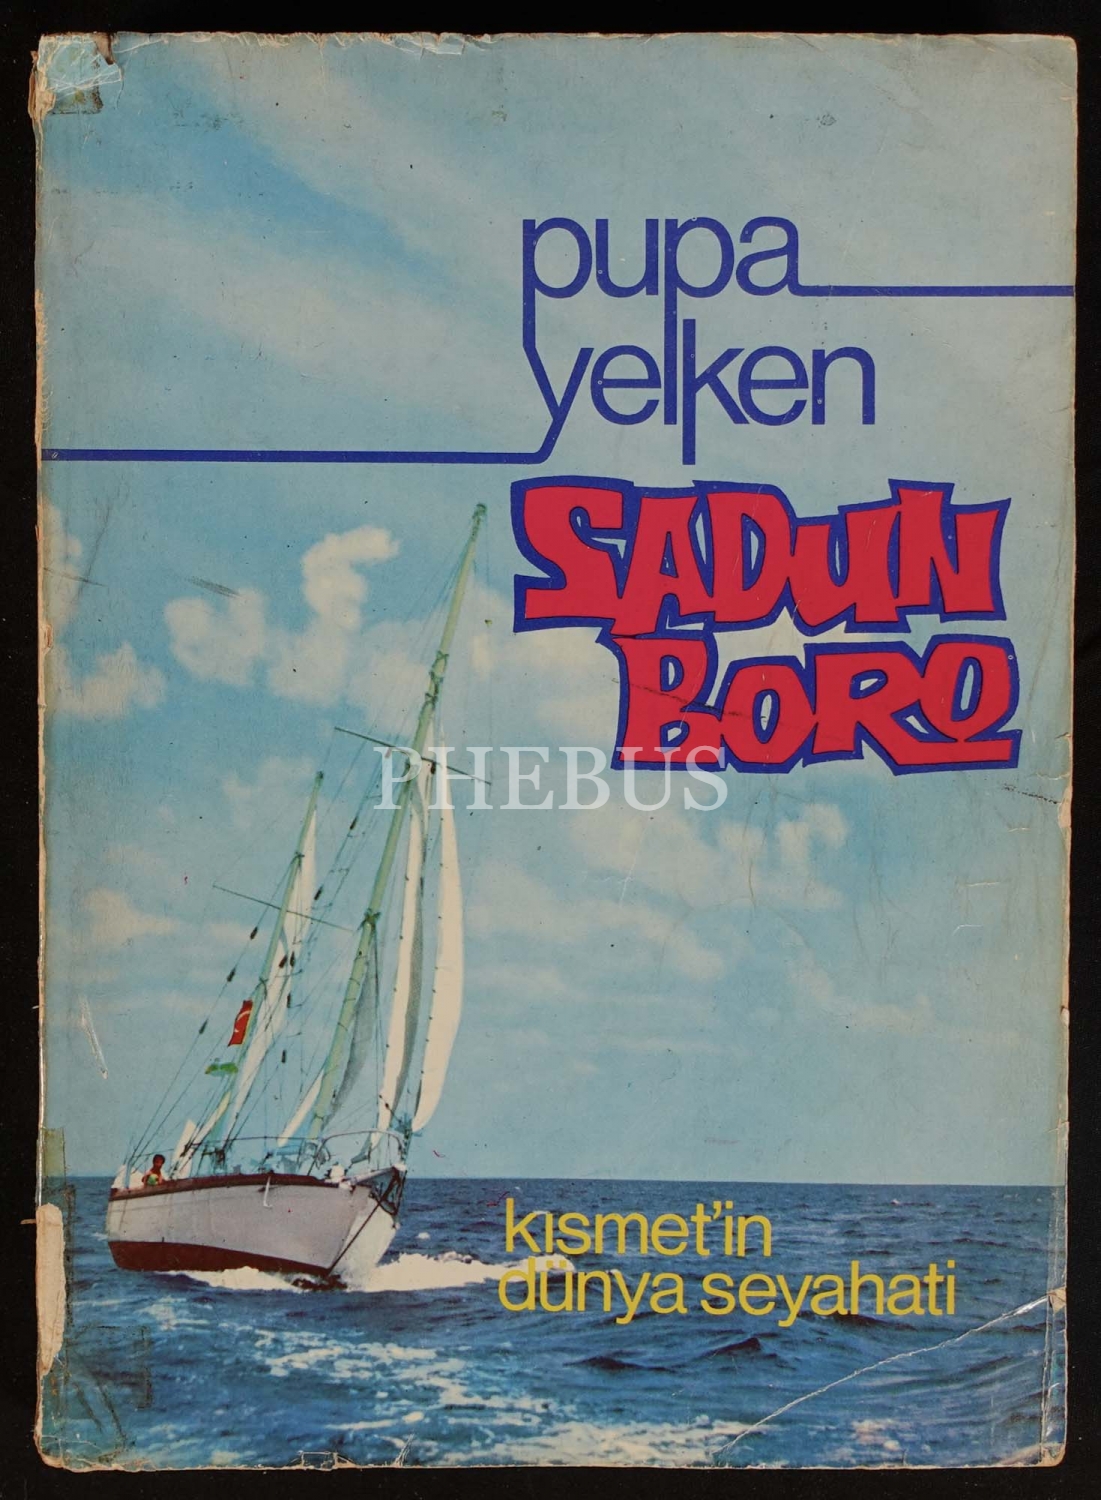 pupa
yelken
SADUN
BORO
PHEBUS
kısmet'in
dünya seyahati